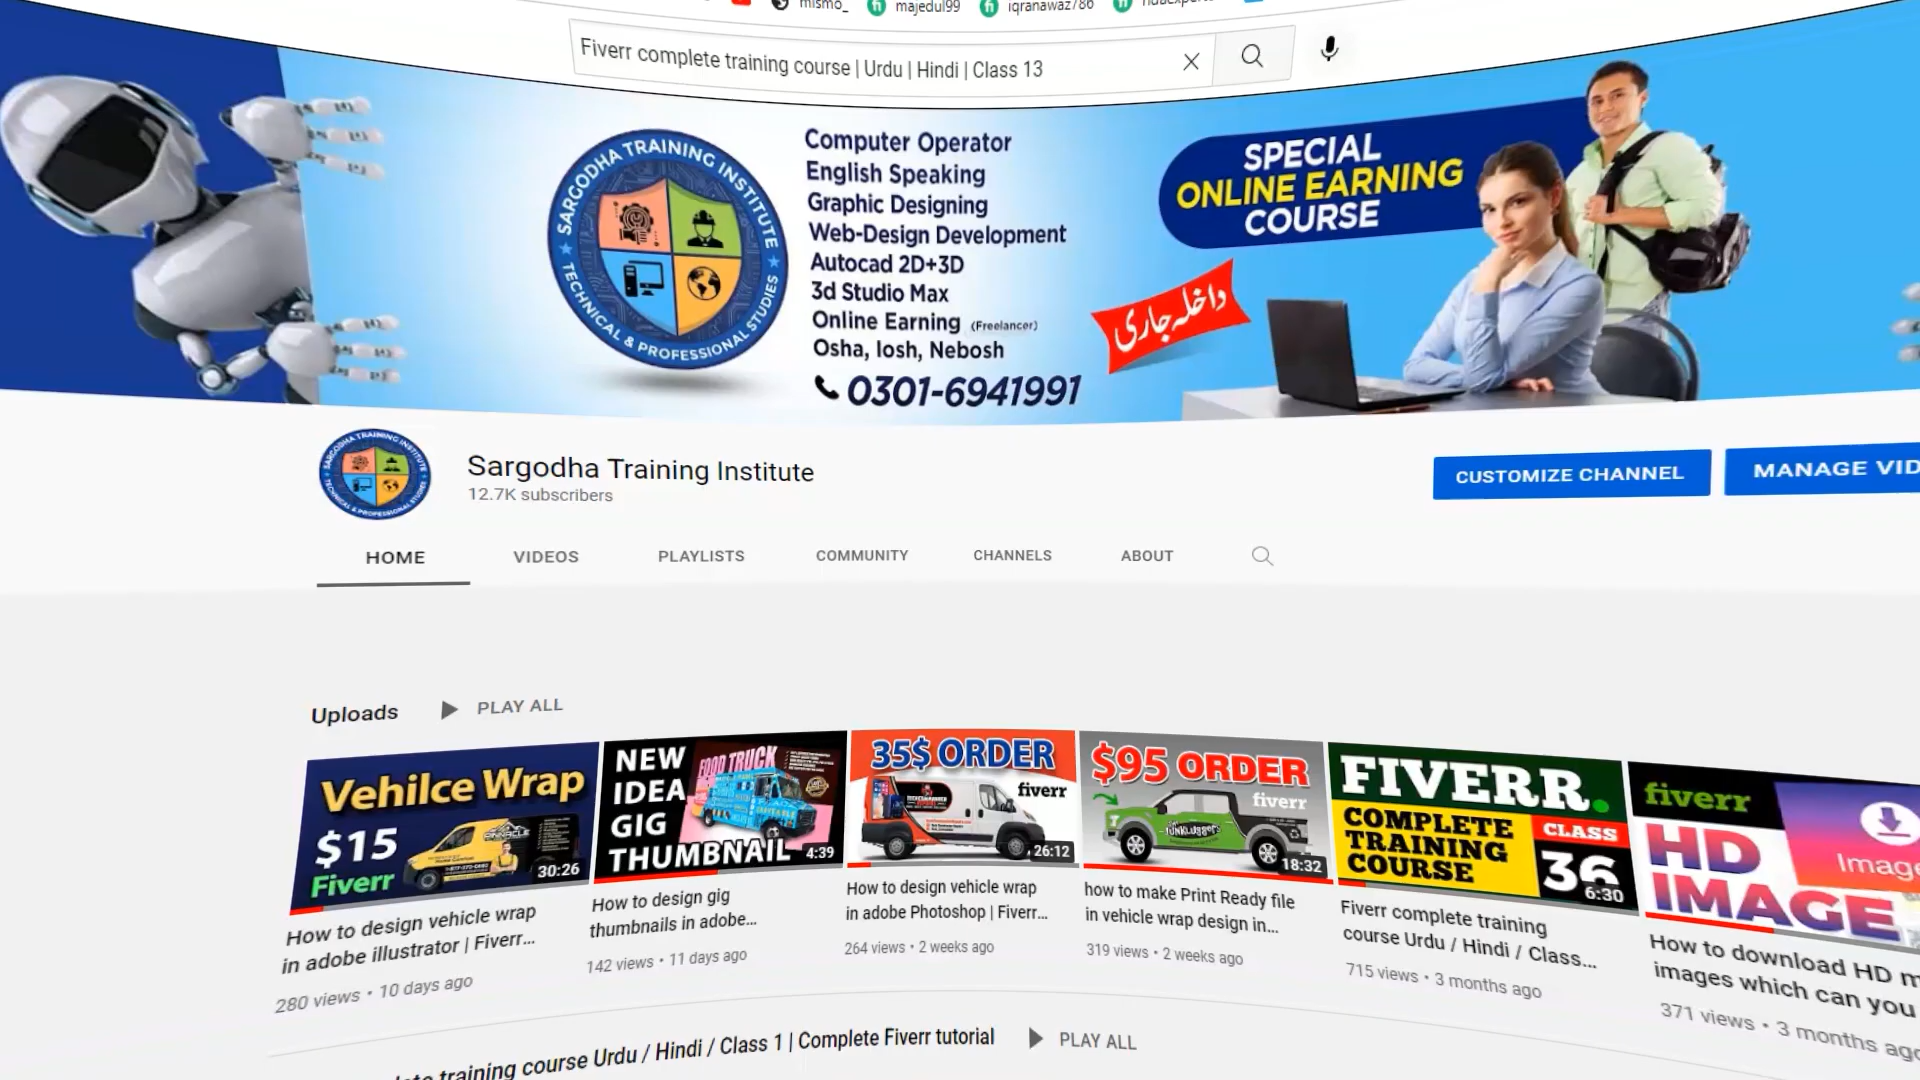 mismo_
majedul99
iqranawaz786
Fiverr complete training course | Urdu | Hindi | Class 13
SARGODHA TRAINING INSTITUTE
TECHNICAL & PROFESSIONAL STUDIES
Computer Operator
English Speaking
Graphic Designing
Web-Design Development
Autocad 2D+3D
3d Studio Max
Online Earning (Freelancer)
Osha, Iosh, Nebosh
0301-6941991
SPECIAL
ONLINE EARNING
COURSE
داخلہ جاری
SARGODHA TRAINING INSTITUTE
TECHNICAL & PROFESSIONAL STUDIES
Sargodha Training Institute
12.7K subscribers
CUSTOMIZE CHANNEL
MANAGE VID
HOME
VIDEOS
PLAYLISTS
COMMUNITY
CHANNELS
ABOUT
Uploads
PLAY ALL
Vehilce Wrap
$15
Fiverr
PINNACLE
30:26
How to design vehicle wrap
in adobe illustrator | Fiverr...
280 views • 10 days ago
NEW
IDEA
GIG
THUMBNAIL
FOOD TRUCK
4:39
How to design gig
thumbnails in adobe...
142 views • 11 days ago
35$ ORDER
fiverr
26:12
How to design vehicle wrap
in adobe Photoshop | Fiverr...
264 views • 2 weeks ago
$95 ORDER
fiverr
JUNKLUGGERS
18:32
how to make Print Ready file
in vehicle wrap design in...
319 views • 2 weeks ago
FIVERR.
COMPLETE
TRAINING
COURSE
CLASS
36
6:30
Fiverr complete training
course Urdu / Hindi / Class...
715 views • 3 months ago
fiverr
HD
IMAGE
Image
How to download HD
images which can you
371 views • 3 months ago
training course Urdu / Hindi / Class 1 | Complete Fiverr tutorial
PLAY ALL